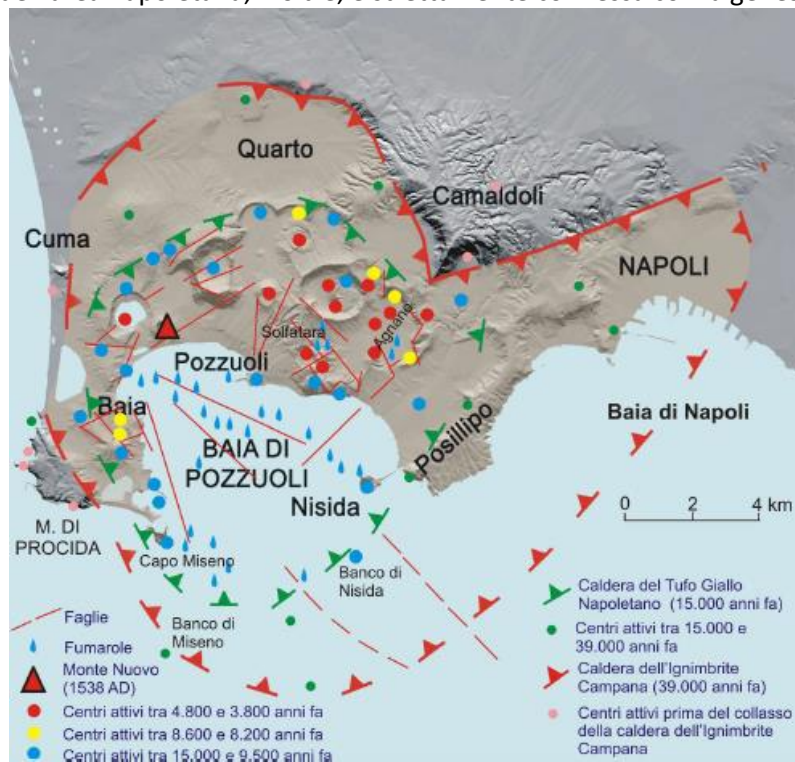 Quarto
Camaldoli
Cuma
NAPOLI
Solfatara
Agnano
Pozzuoli
Baia
Posillipo
Baia di Napoli
BAIA DI
POZZUOLI
Nisida
0 2 4 km
M. DI
PROCIDA
Capo Miseno
Banco di
Nisida
Banco di
Miseno
Faglie
Fumarole
Monte Nuovo
(1538 AD)
Centri attivi tra 4.800 e 3.800 anni fa
Centri attivi tra 8.600 e 8.200 anni fa
Centri attivi tra 15.000 e 9.500 anni fa
Caldera del Tufo Giallo
Napoletano (15.000 anni fa)
Centri attivi tra 15.000 e
39.000 anni fa
Caldera dell'Ignimbrite
Campana (39.000 anni fa)
Centri attivi prima del collasso
della caldera dell'Ignimbrite
Campana